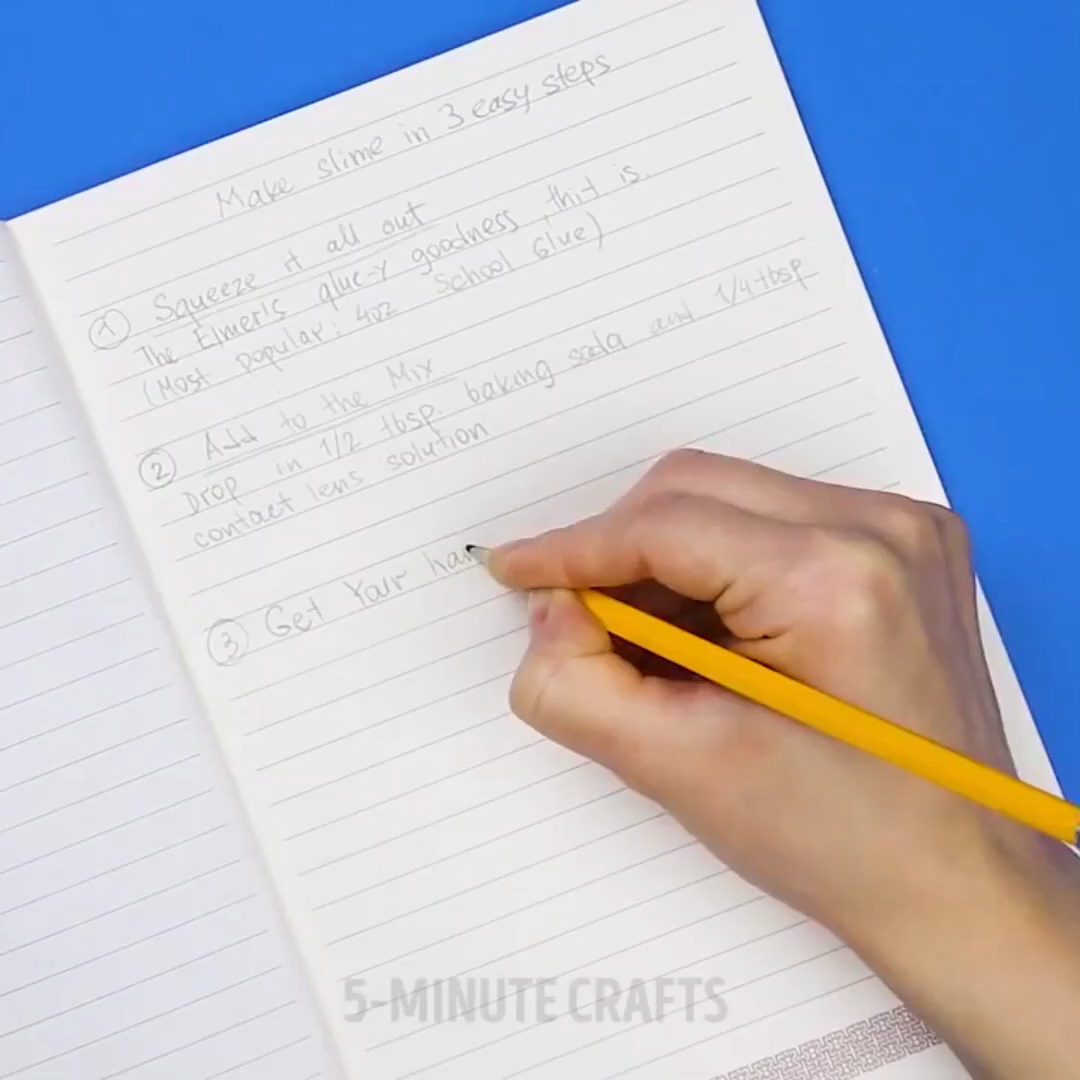 Make slime in 3 easy steps
① Squeeze it all out
The Elmer's glue-Y goodness, thit is.
(Most popular: 4oz School Glue)
② Add to the Mix
Drop in 1/2 tbsp. baking soda and 1/4 tbsp
contact lens solution
③ Get Your han
5-MINUTE CRAFTS